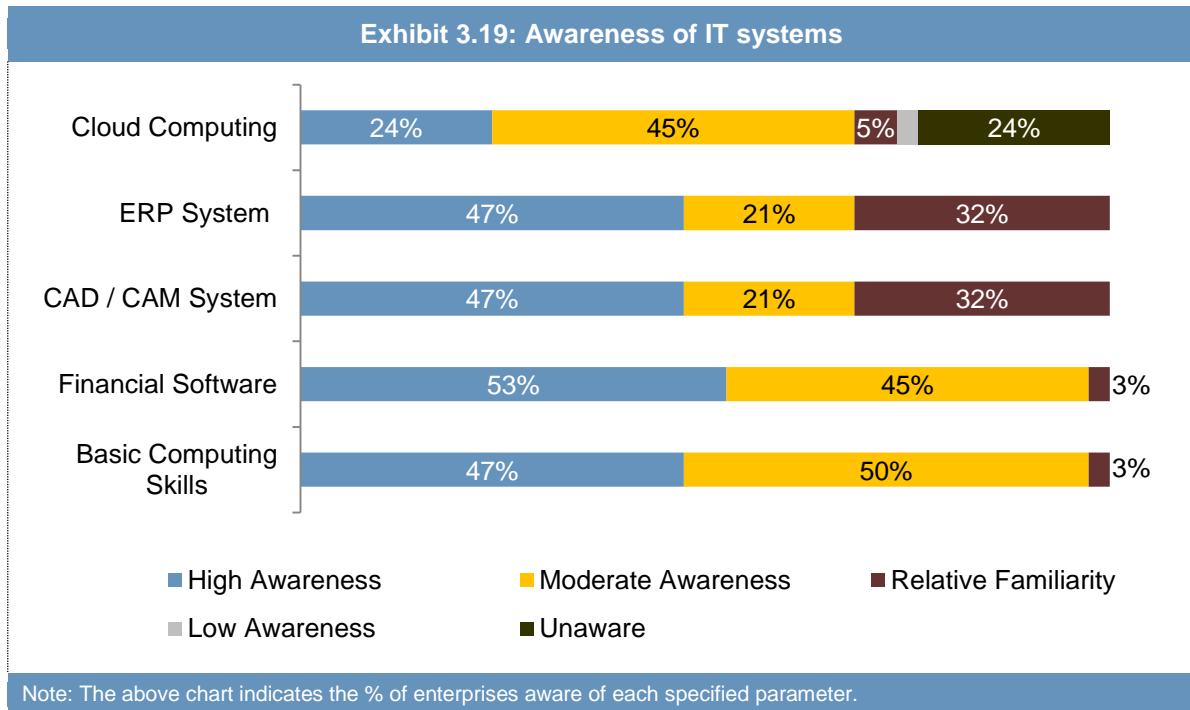 Exhibit 3.19: Awareness of IT systems
Cloud Computing
24%
45%
5%
24%
ERP System
47%
21%
32%
CAD / CAM System
47%
21%
32%
Financial Software
53%
45%
3%
Basic Computing
Skills
47%
50%
3%
High Awareness
Moderate Awareness
Relative Familiarity
Low Awareness
Unaware
Note: The above chart indicates the % of enterprises aware of each specified parameter.